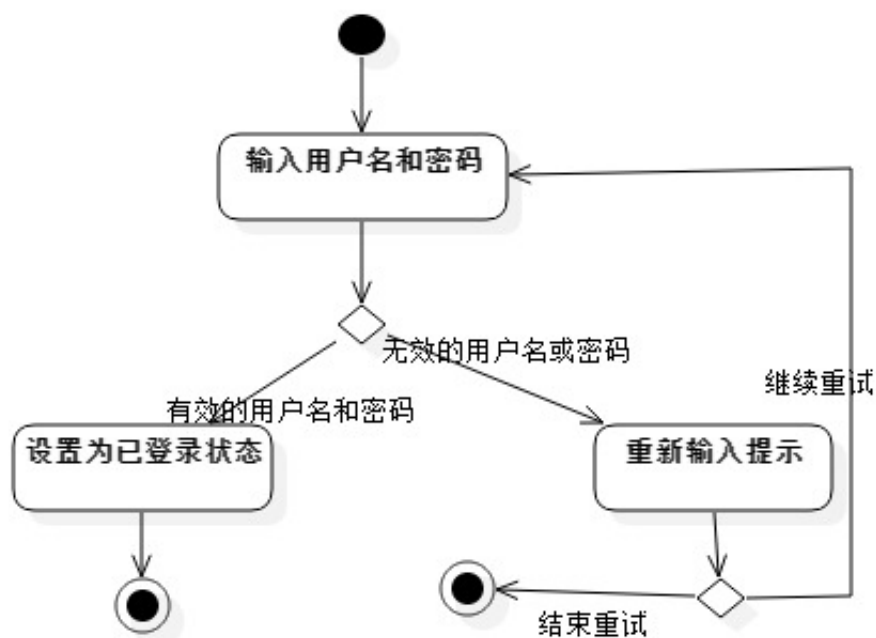 输入用户名和密码
无效的用户名或密码
继续重试
有效的用户名和密码
设置为已登录状态
重新输入提示
结束重试